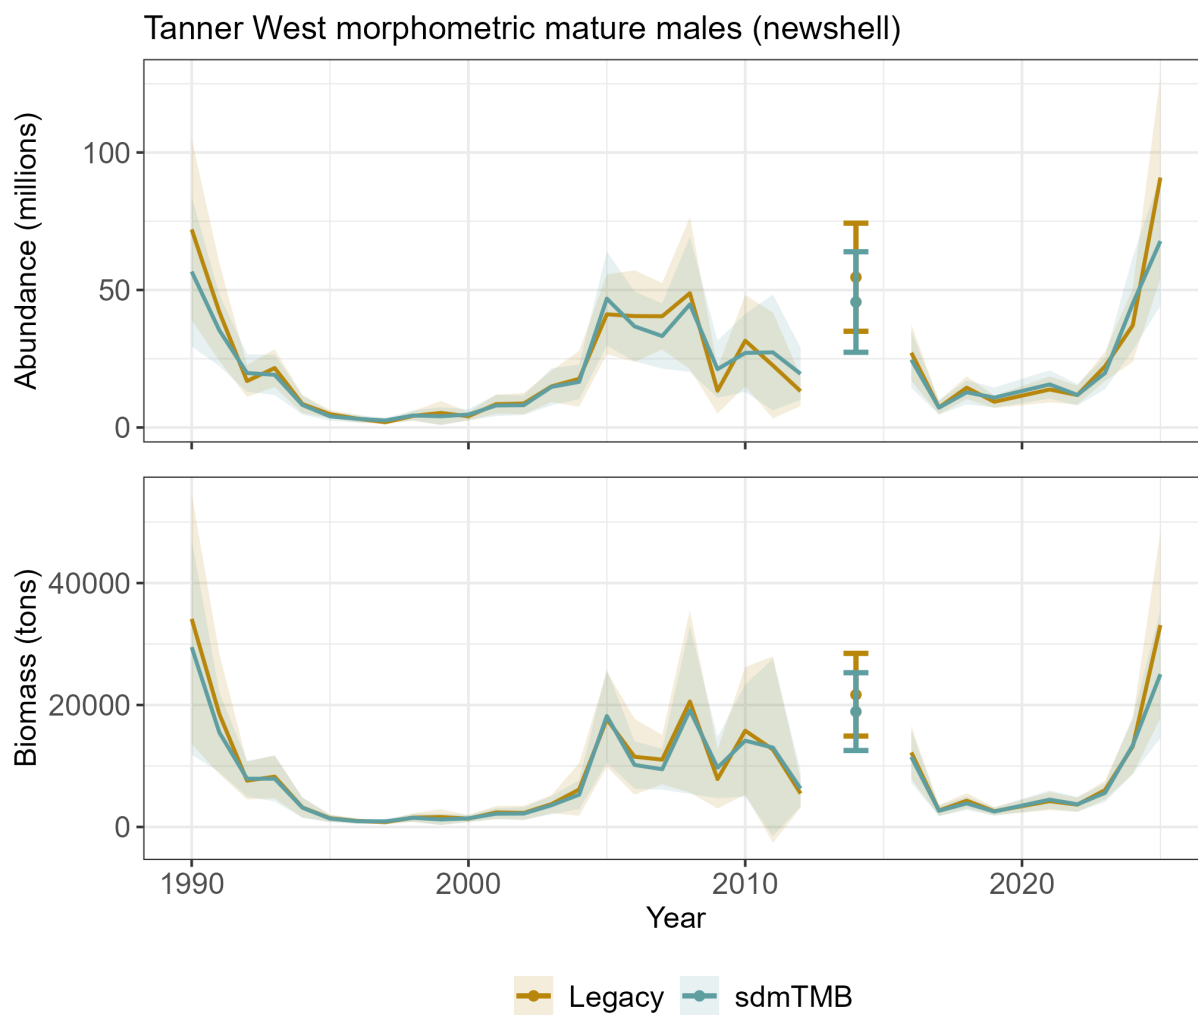 Tanner West morphometric mature males (newshell)
Abundance (millions)
100
50
0
Biomass (tons)
40000
20000
0
1990 2000 2010 2020
Year
Legacy sdmTMB